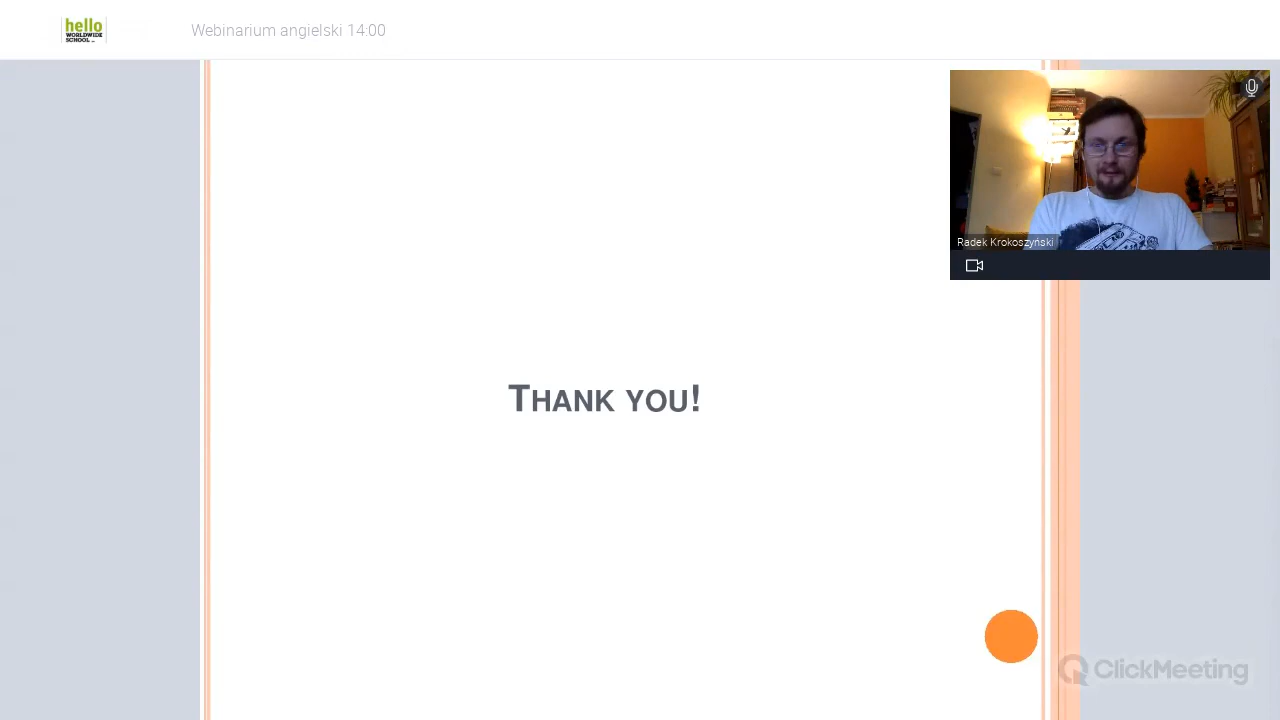 hello
WORLDWIDE
SCHOOL
Webinarium angielski 14:00
Radek Krokoszyński
THANK YOU!
ClickMeeting